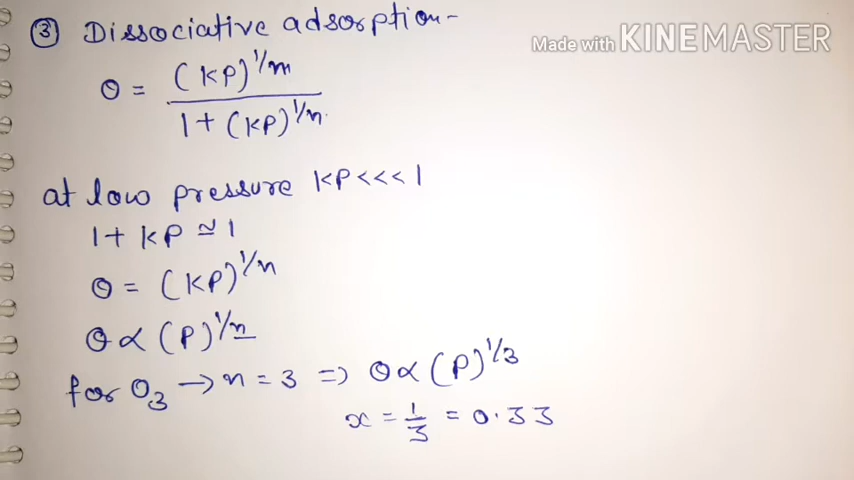 ③ Dissociative adsorption-
Made with KINEMASTER
θ = (KP)^1/m / 1 + (KP)^1/n
at low pressure KP <<< 1
1 + KP ≃ 1
θ = (KP)^1/n
θ ∝ (P)^1/n
for O₃ → n = 3 ⇒ θ ∝ (P)^1/3
x = 1/3 = 0.33